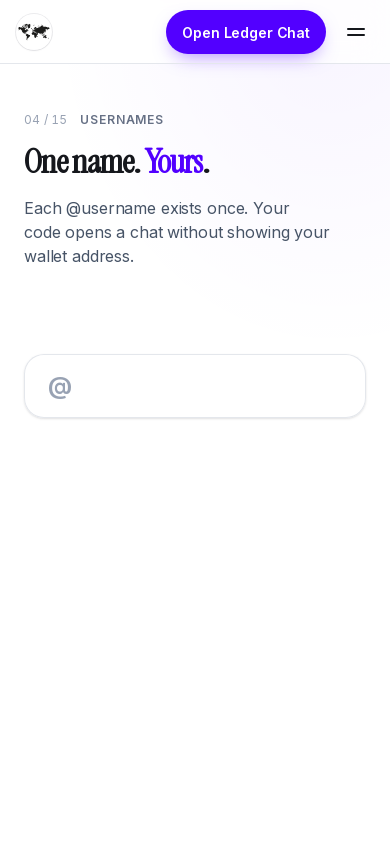 Open Ledger Chat
04 / 15 USERNAMES
One name. Yours.
Each @username exists once. Your
code opens a chat without showing your
wallet address.
@